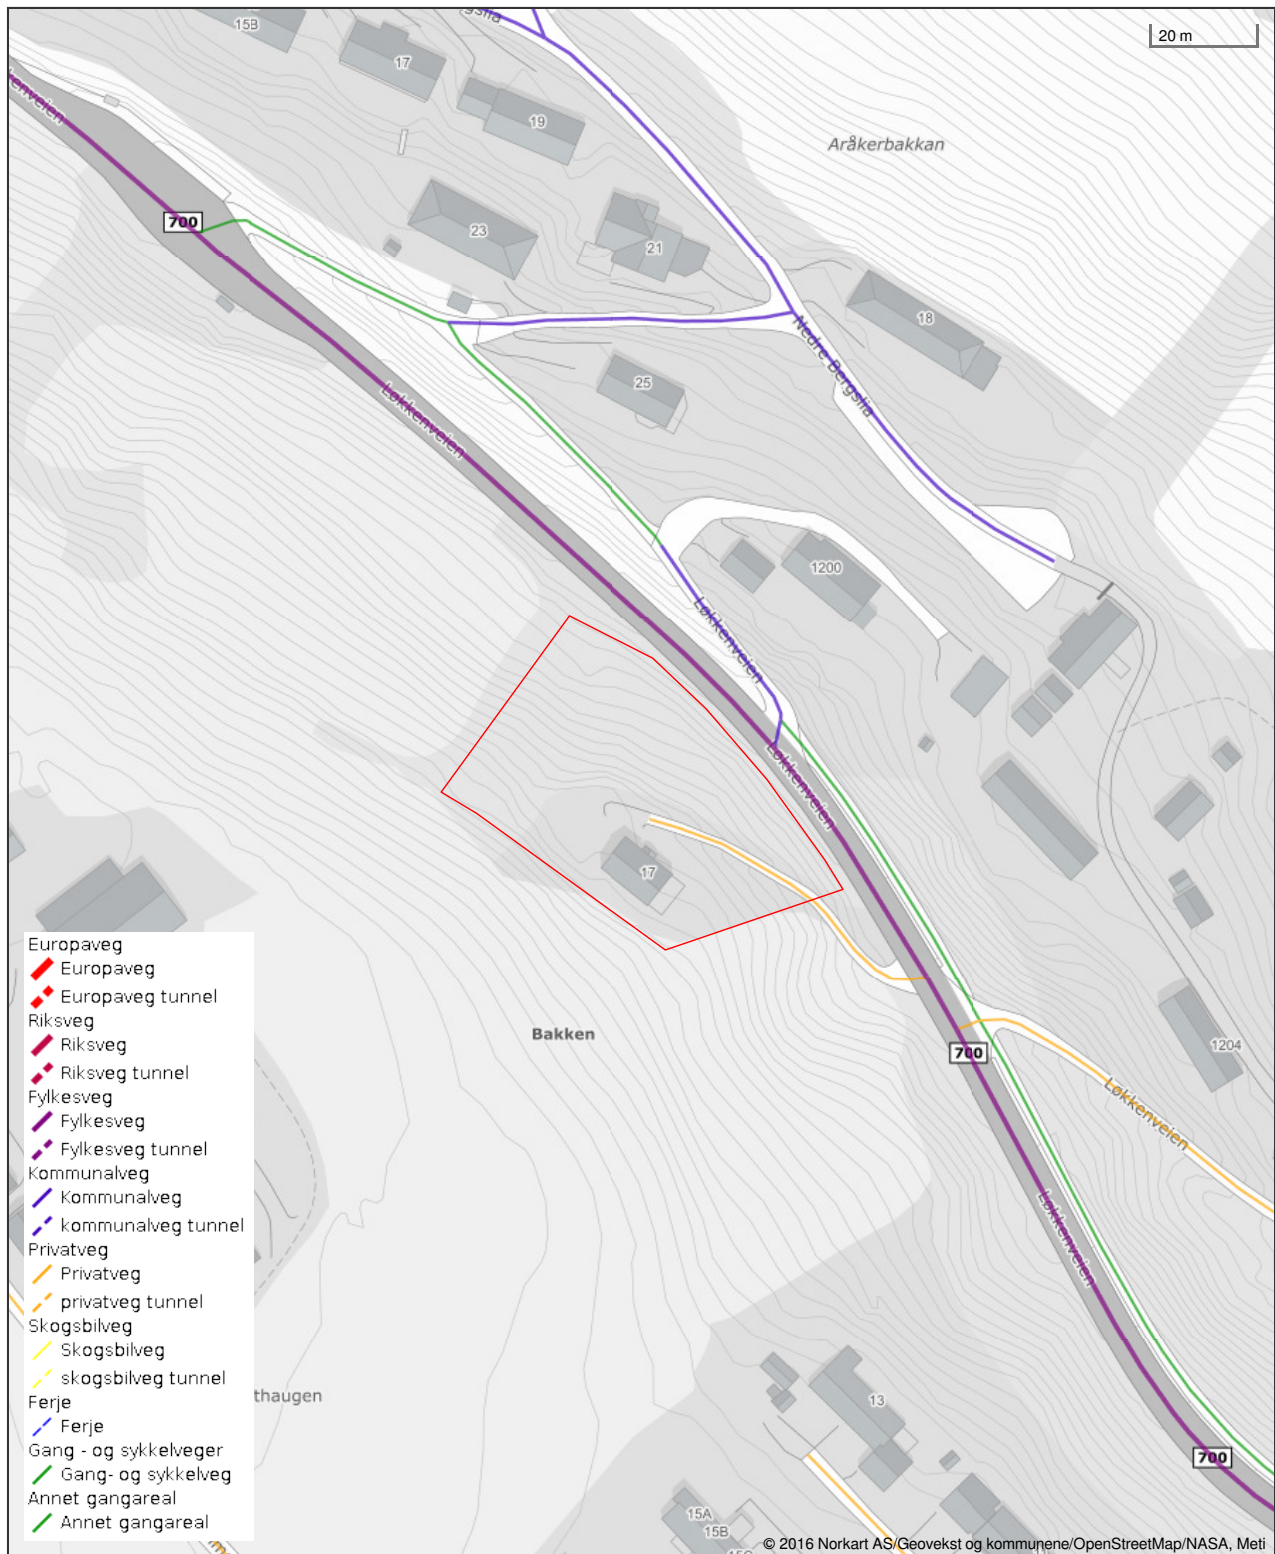 15B
17
20 m
19
Aråkerbakkan
700
23
21
18
Nedre Bergslia
25
Løkkenveien
1200
Løkkenveien
Løkkenveien
17
Bakken
700
1204
Løkkenveien
Løkkenveien
13
700
15A
15B
thaugen
Europaveg
Europaveg
Europaveg tunnel
Riksveg
Riksveg
Riksveg tunnel
Fylkesveg
Fylkesveg
Fylkesveg tunnel
Kommunalveg
Kommunalveg
kommunalveg tunnel
Privatveg
Privatveg
privatveg tunnel
Skogsbilveg
Skogsbilveg
skogsbilveg tunnel
Ferje
Ferje
Gang - og sykkelveger
Gang- og sykkelveg
Annet gangareal
Annet gangareal
© 2016 Norkart AS/Geovekst og kommunene/OpenStreetMap/NASA, Meti